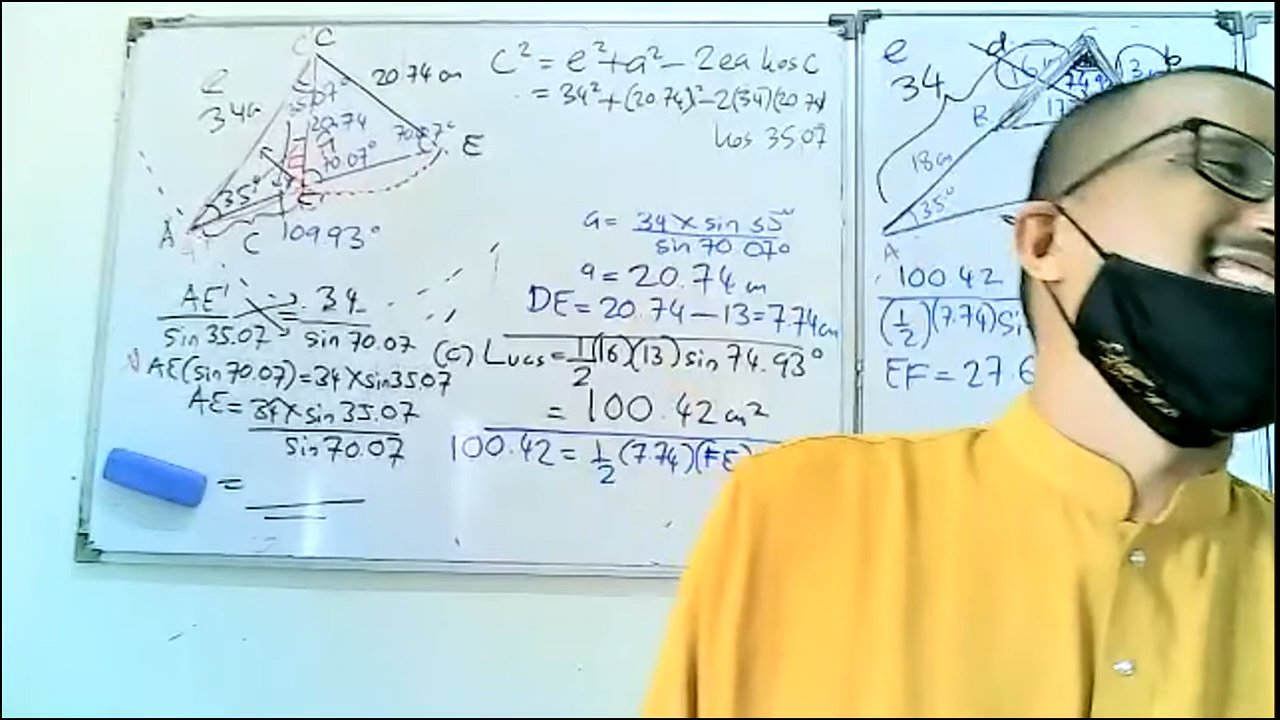 C
C
e
34
20.74 cm
35.07°
20.74
70.07°
E
35°
A
C
109.93°
C² = e² + a² - 2ea kos C
= 34² + (20.74)² - 2(34)(20.74)
kos 35.07
a = 34 x sin 35°
sin 70.07°
a = 20.74 cm
DE = 20.74 - 13 = 7.74 cm
AE' = 34
sin 35.07 sin 70.07
AE(sin 70.07) = 34 x sin 35.07
AE = 34 x sin 35.07
sin 70.07
=
(c) Luas = 1/2 (16)(13) sin 74.93°
= 100.42 cm²
100.42 = 1/2 (7.74)(FE)
e
34
d
b
16
B
18 cm
35°
A
100.42
(1/2)(7.74) Si
EF = 27.6